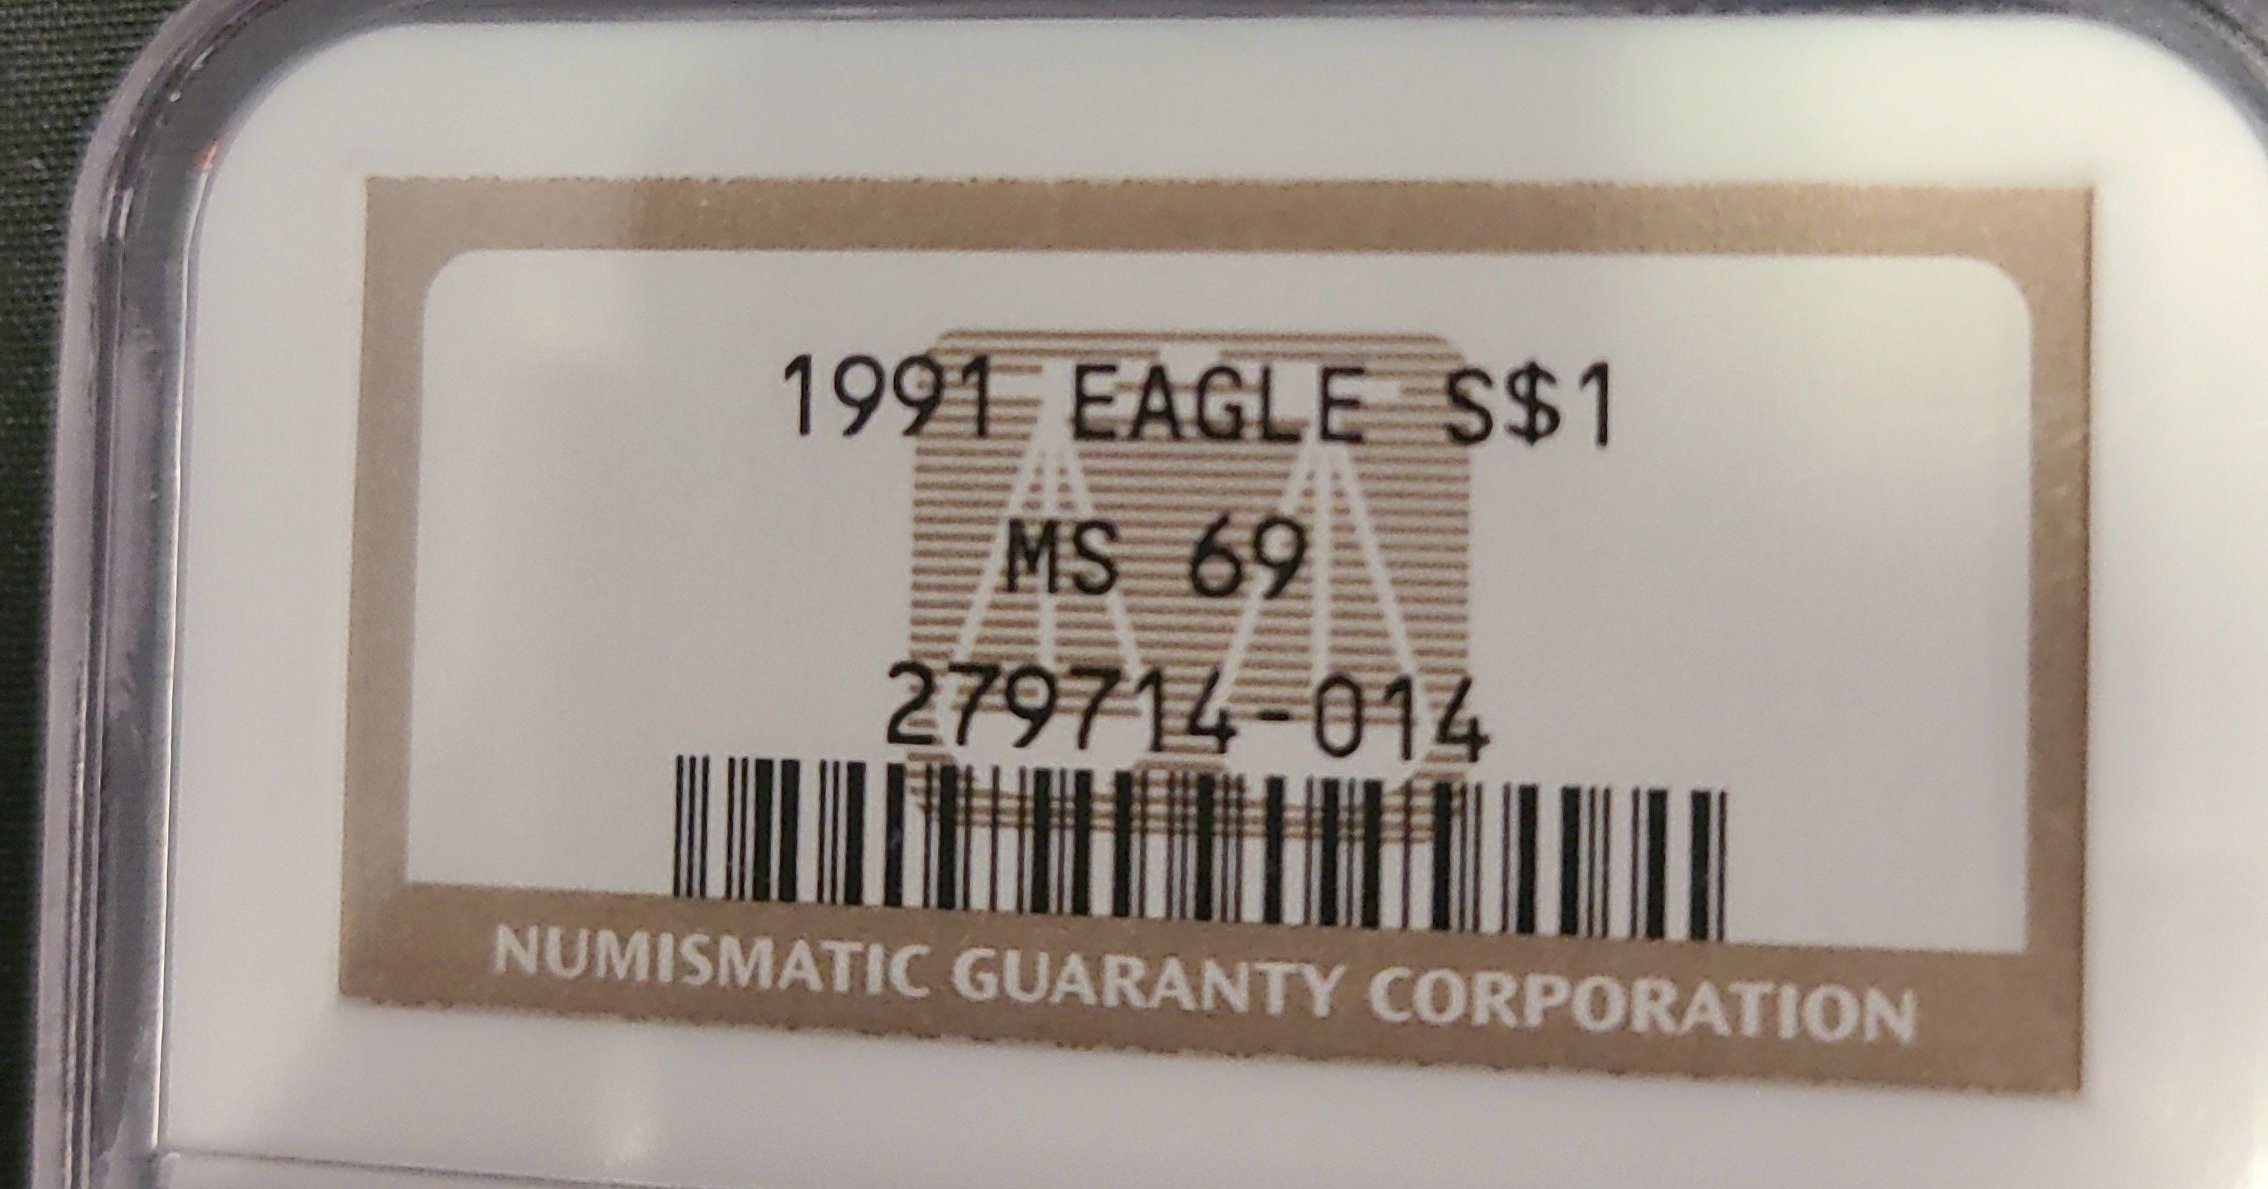 1991 EAGLE S$1
MS 69
279714-014
NUMISMATIC GUARANTY CORPORATION